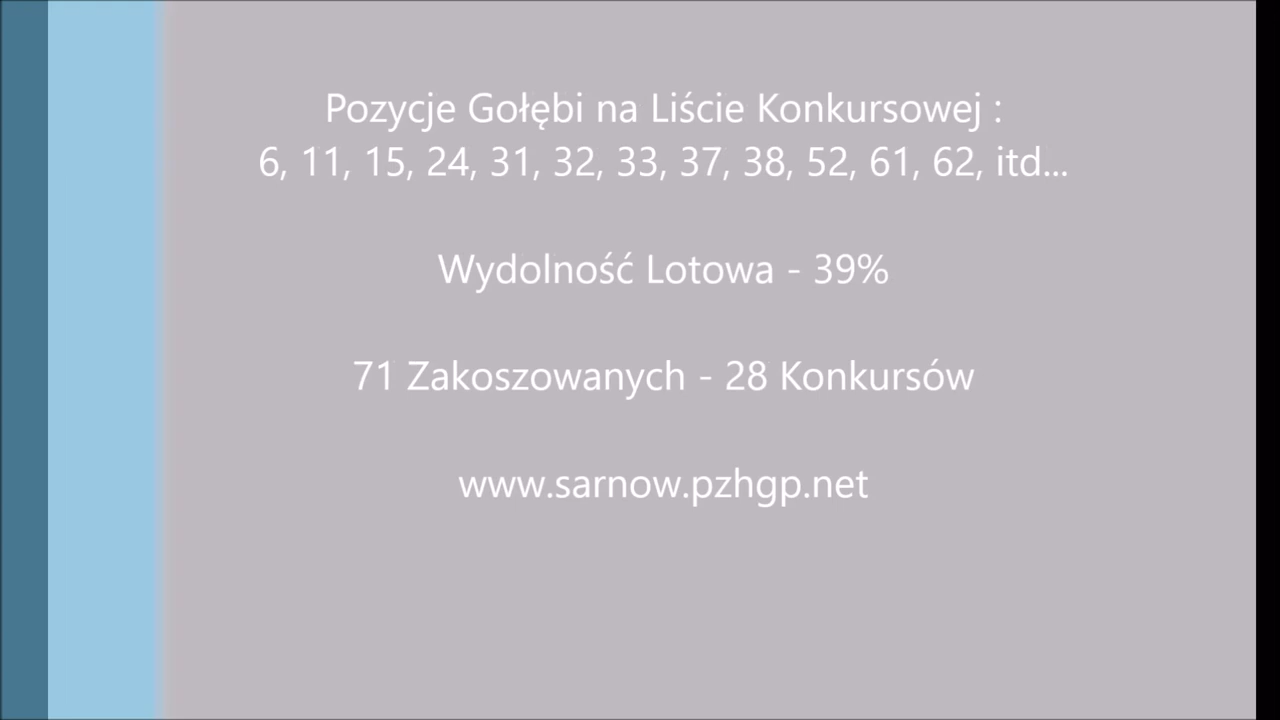 Pozycje Gołębi na Liście Konkursowej :
6, 11, 15, 24, 31, 32, 33, 37, 38, 52, 61, 62, itd...
Wydolność Lotowa - 39%
71 Zakoszowanych - 28 Konkursów
www.sarnow.pzhgp.net